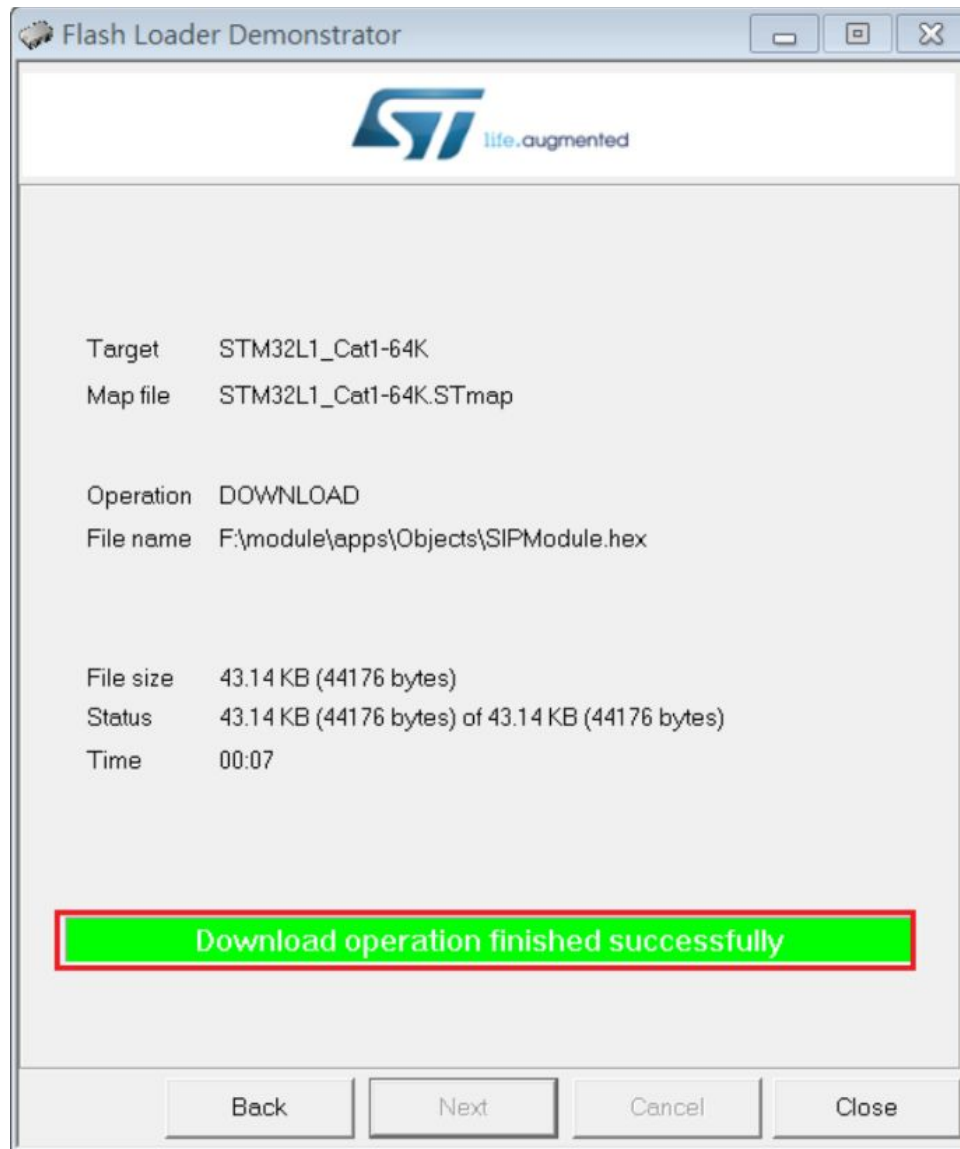 Flash Loader Demonstrator
ST life.augmented
Target STM32L1_Cat1-64K
Map file STM32L1_Cat1-64K.STmap
Operation DOWNLOAD
File name F:\module\apps\Objects\SIPModule.hex
File size 43.14 KB (44176 bytes)
Status 43.14 KB (44176 bytes) of 43.14 KB (44176 bytes)
Time 00:07
Download operation finished successfully
Back Next Cancel Close